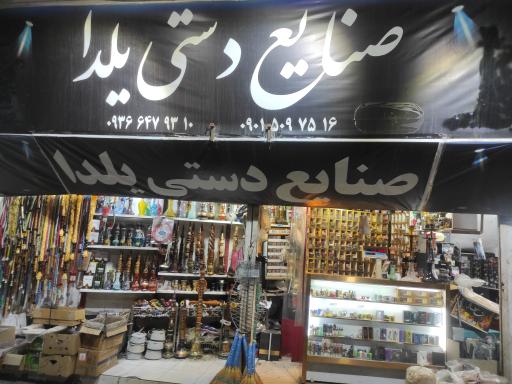 صنایع دستی یلدا
۰۹۳۶ ۶۴۷ ۹۳ ۱۰
۰۹۰۱ ۵۰۹ ۷۵ ۱۶
صنایع دستی یلدا